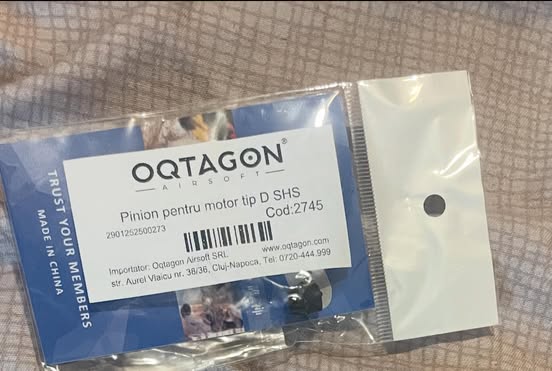 OQTAGON®
AIRSOFT
Pinion pentru motor tip D SHS
Cod:2745
2901252500273
www.oqtagon.com
Importator: Oqtagon Airsoft SRL
str. Aurel Vlaicu nr. 36/36, Cluj-Napoca, Tel: 0720-444.999
TRUST YOUR MEMBERS
MADE IN CHINA